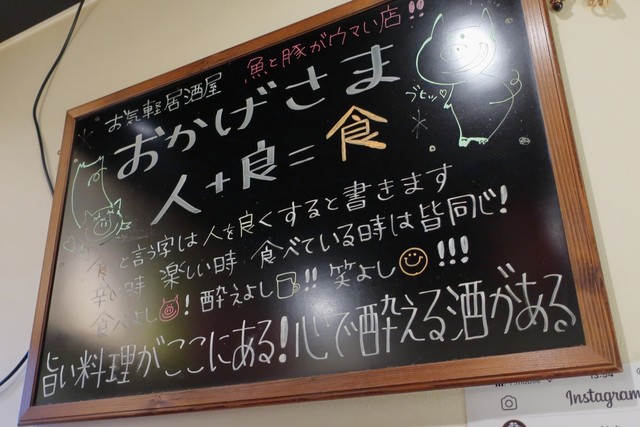 魚と豚がウマい店!!
お気軽居酒屋
おかげさま
ブヒッ♡
人+良=食
食と言う字は人を良くすると書きます
辛い時 楽しい時 食べている時は皆同じ!
食べよし! 酔えよし!! 笑よし!!!
旨い料理がここにある!心で酔える酒がある
Instagram